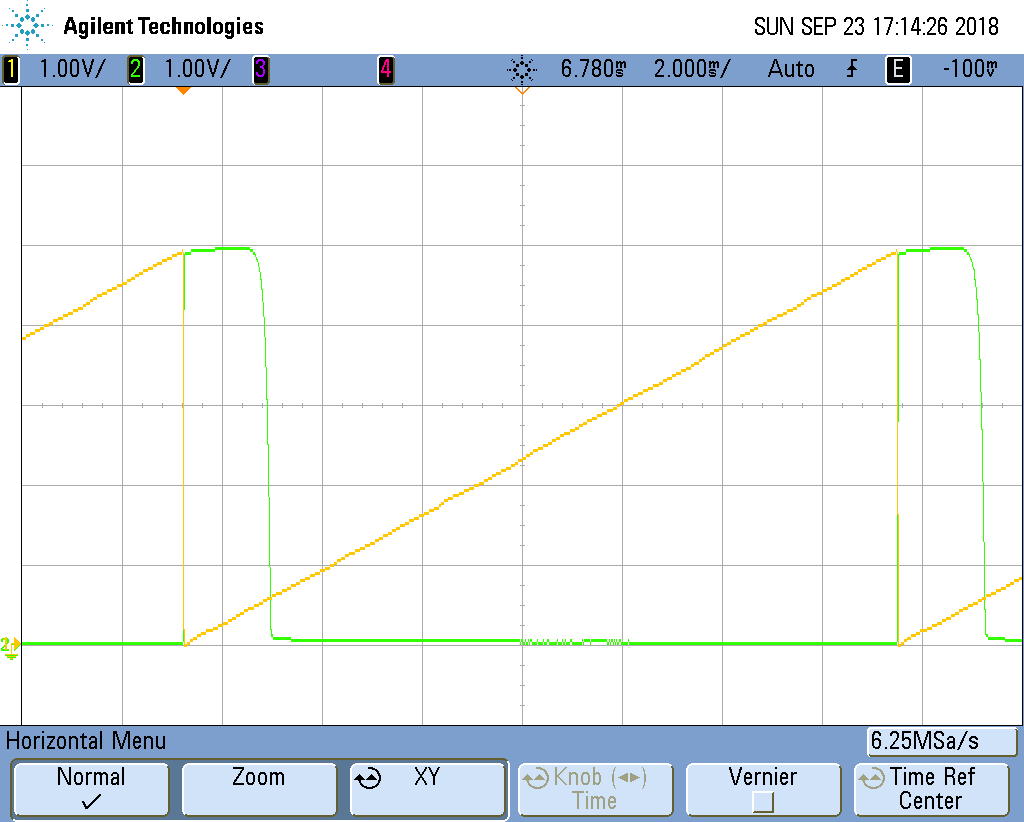 Agilent Technologies SUN SEP 23 17:14:26 2018
1 1.00V/ 2 1.00V/ 3 4 6.780ms 2.000ms/ Auto E -100mV
2
Horizontal Menu 6.25MSa/s
Normal Zoom XY Knob (◄►) Time Vernier Time Ref Center